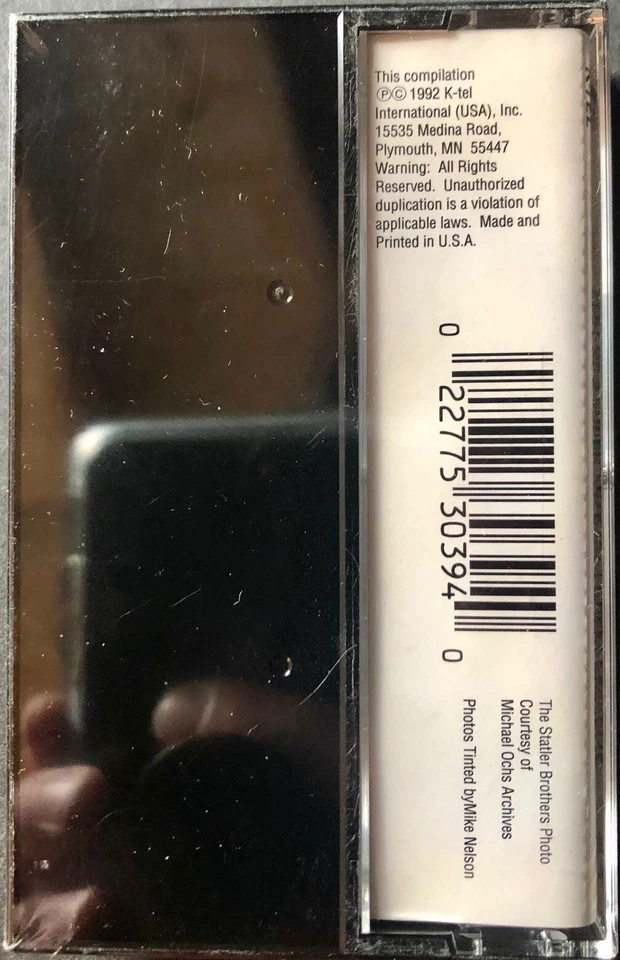 This compilation
ⓅⒸ 1992 K-tel
International (USA), Inc.
15535 Medina Road,
Plymouth, MN 55447
Warning: All Rights
Reserved. Unauthorized
duplication is a violation of
applicable laws. Made and
Printed in U.S.A.
0 22775 30394 0
The Statler Brothers Photo
Courtesy of
Michael Ochs Archives
Photos Tinted byMike Nelson